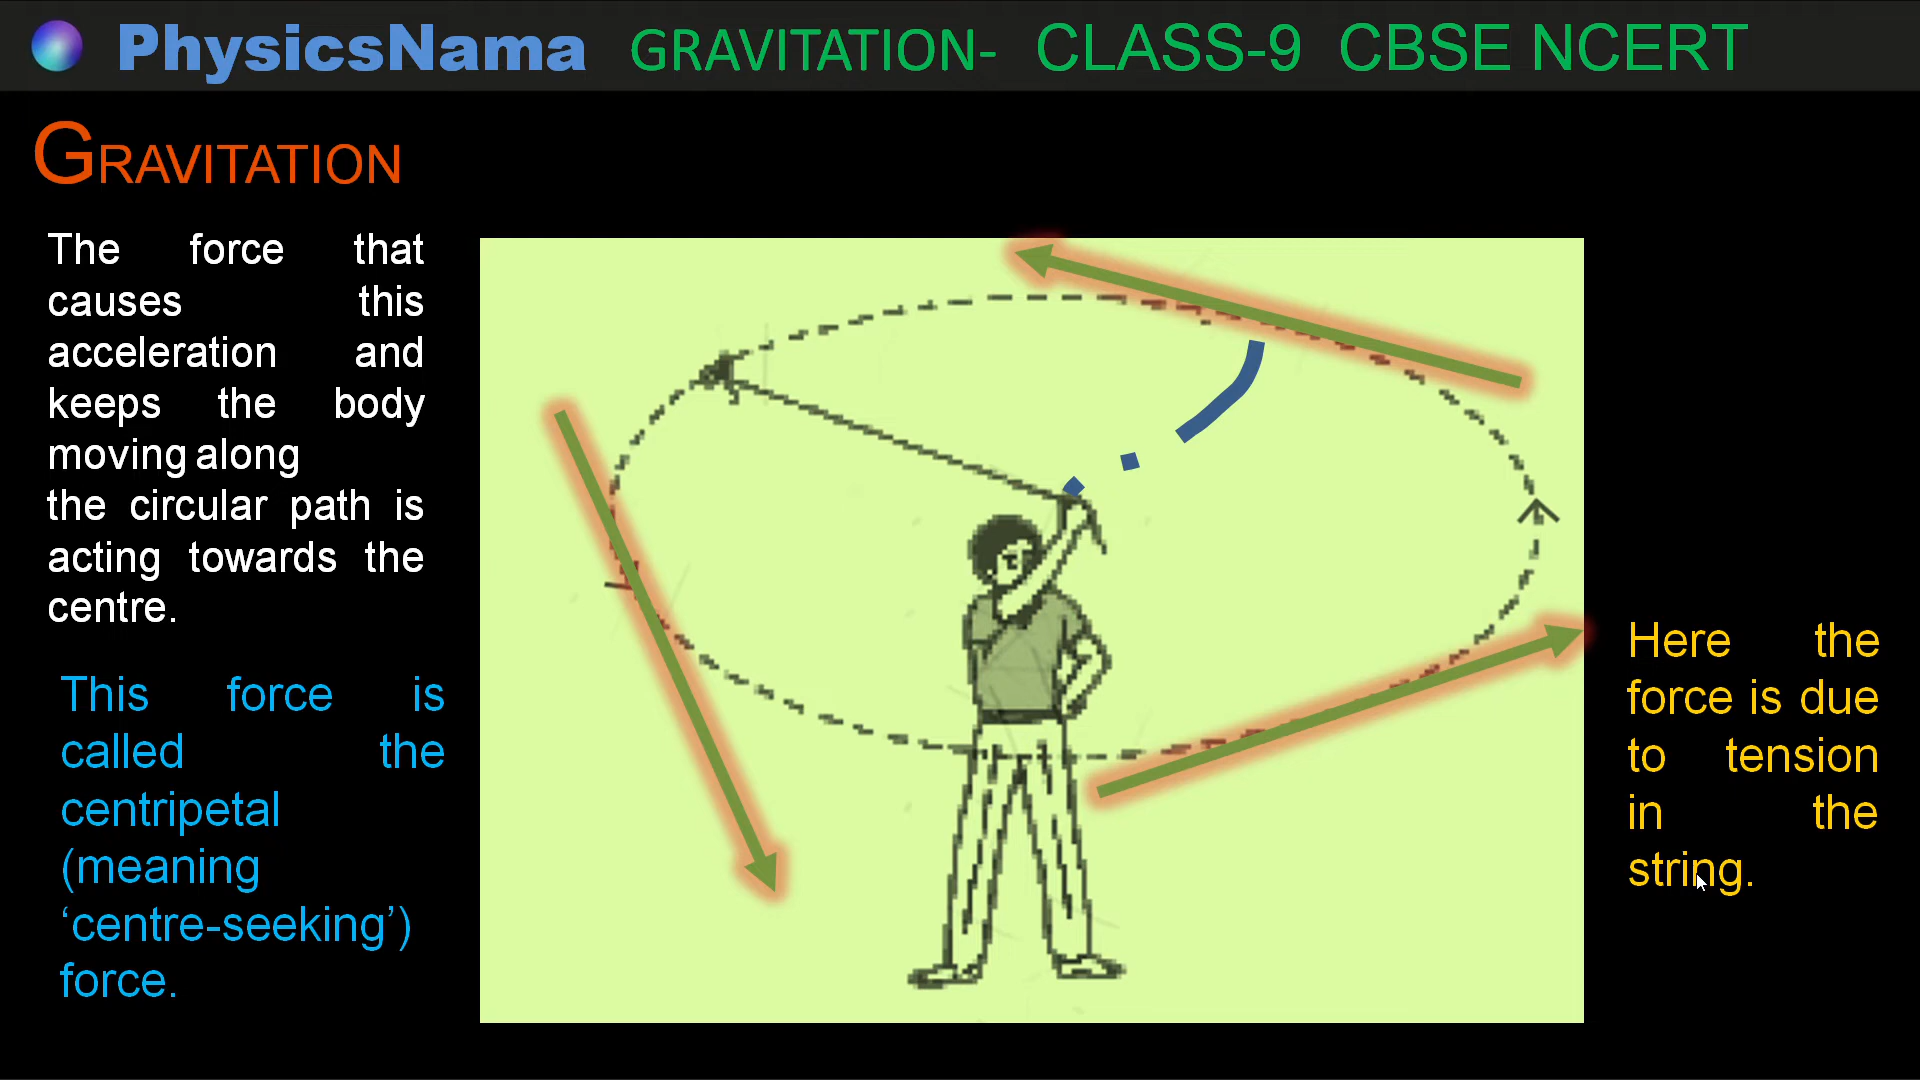 PhysicsNama GRAVITATION- CLASS-9 CBSE NCERT
GRAVITATION
The force that
causes this
acceleration and
keeps the body
moving along
the circular path is
acting towards the
centre.
This force is
called the
centripetal
(meaning
‘centre-seeking’)
force.
Here the
force is due
to tension
in the
string.